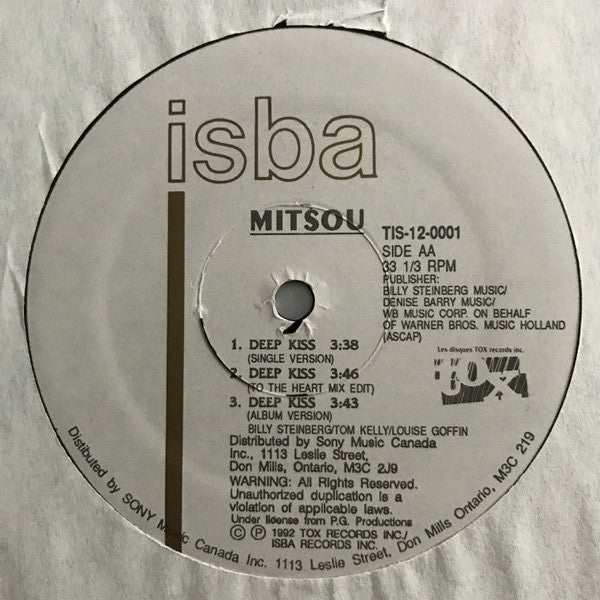 isba
MITSOU
TIS-12-0001
SIDE AA
33 1/3 RPM
PUBLISHER:
BILLY STEINBERG MUSIC/
DENISE BARRY MUSIC/
WB MUSIC CORP. ON BEHALF
OF WARNER BROS. MUSIC HOLLAND
(ASCAP)
1. DEEP KISS 3:38
(SINGLE VERSION)
2. DEEP KISS 3:46
(TO THE HEART MIX EDIT)
3. DEEP KISS 3:43
(ALBUM VERSION)
BILLY STEINBERG/TOM KELLY/LOUISE GOFFIN
Les disques TOX records inc.
TOX
Distributed by Sony Music Canada
Inc., 1113 Leslie Street,
Don Mills, Ontario, M3C 2J9
WARNING: All Rights Reserved.
Unauthorized duplication is a
violation of applicable laws.
Under license from P.G. Productions
© ℗ 1992 TOX RECORDS INC./
ISBA RECORDS INC.
Distibuted by SONY Music Canada Inc. 1113 Leslie Street, Don Mills Ontario, M3C 219